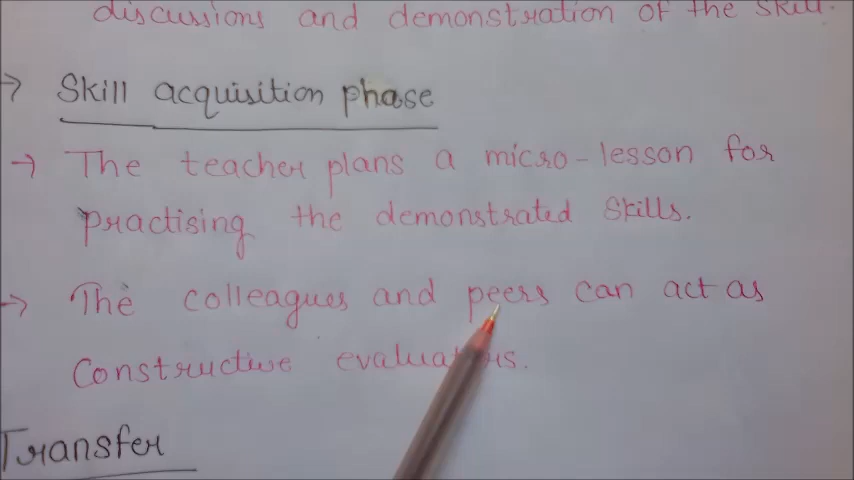 discussions and demonstration of the skill.
→ Skill acquisition phase
→ The teacher plans a micro-lesson for
practising the demonstrated skills.
→ The colleagues and peers can act as
Constructive evaluators.
Transfer